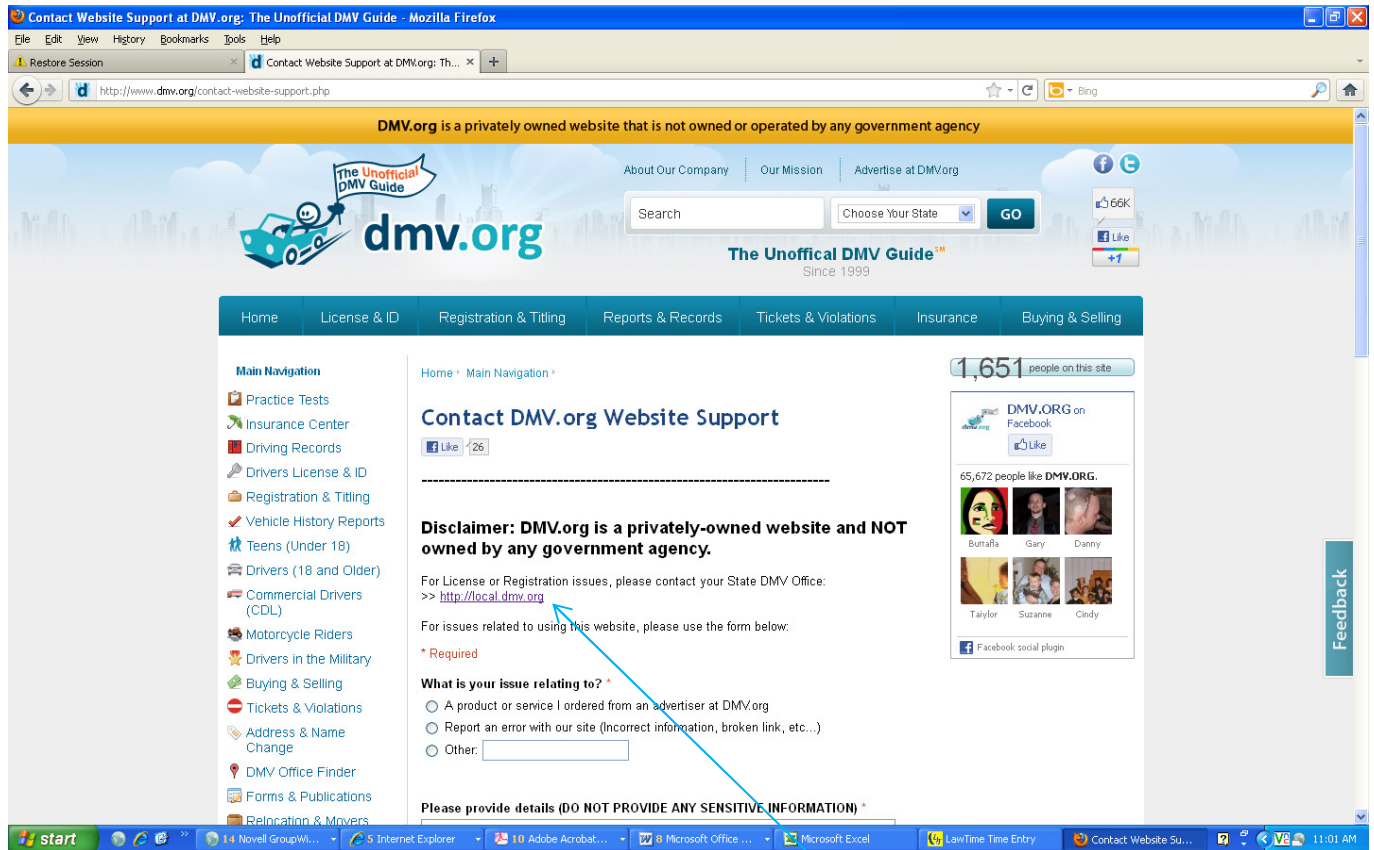 Contact Website Support at DMV.org: The Unofficial DMV Guide - Mozilla Firefox
File Edit View History Bookmarks Tools Help
Restore Session
Contact Website Support at DMV.org: Th...
http://www.dmv.org/contact-website-support.php
Bing
DMV.org is a privately owned website that is not owned or operated by any government agency
The Unofficial
DMV Guide
dmv.org
About Our Company Our Mission Advertise at DMV.org
Search
Choose Your State
GO
The Unoffical DMV Guide SM
Since 1999
66K
Like
+1
Home License & ID Registration & Titling Reports & Records Tickets & Violations Insurance Buying & Selling
Main Navigation
Practice Tests
Insurance Center
Driving Records
Drivers License & ID
Registration & Titling
Vehicle History Reports
Teens (Under 18)
Drivers (18 and Older)
Commercial Drivers
(CDL)
Motorcycle Riders
Drivers in the Military
Buying & Selling
Tickets & Violations
Address & Name
Change
DMV Office Finder
Forms & Publications
Relocation & Movers
Home Main Navigation
Contact DMV.org Website Support
Like 26
------------------------------------------------------------------------
Disclaimer: DMV.org is a privately-owned website and NOT
owned by any government agency.
For License or Registration issues, please contact your State DMV Office:
>> http://local.dmv.org
For issues related to using this website, please use the form below:
* Required
What is your issue relating to? *
A product or service I ordered from an advertiser at DMV.org
Report an error with our site (Incorrect information, broken link, etc...)
Other:
Please provide details (DO NOT PROVIDE ANY SENSITIVE INFORMATION) *
1,651 people on this site
DMV.ORG on
Facebook
Like
65,672 people like DMV.ORG.
Buttafla Gary Danny
Taiylor Suzanne Cindy
Facebook social plugin
Feedback
start
14 Novell GroupWi...
5 Internet Explorer
10 Adobe Acrobat...
8 Microsoft Office ...
Microsoft Excel
LawTime Time Entry
Contact Website Su...
11:01 AM